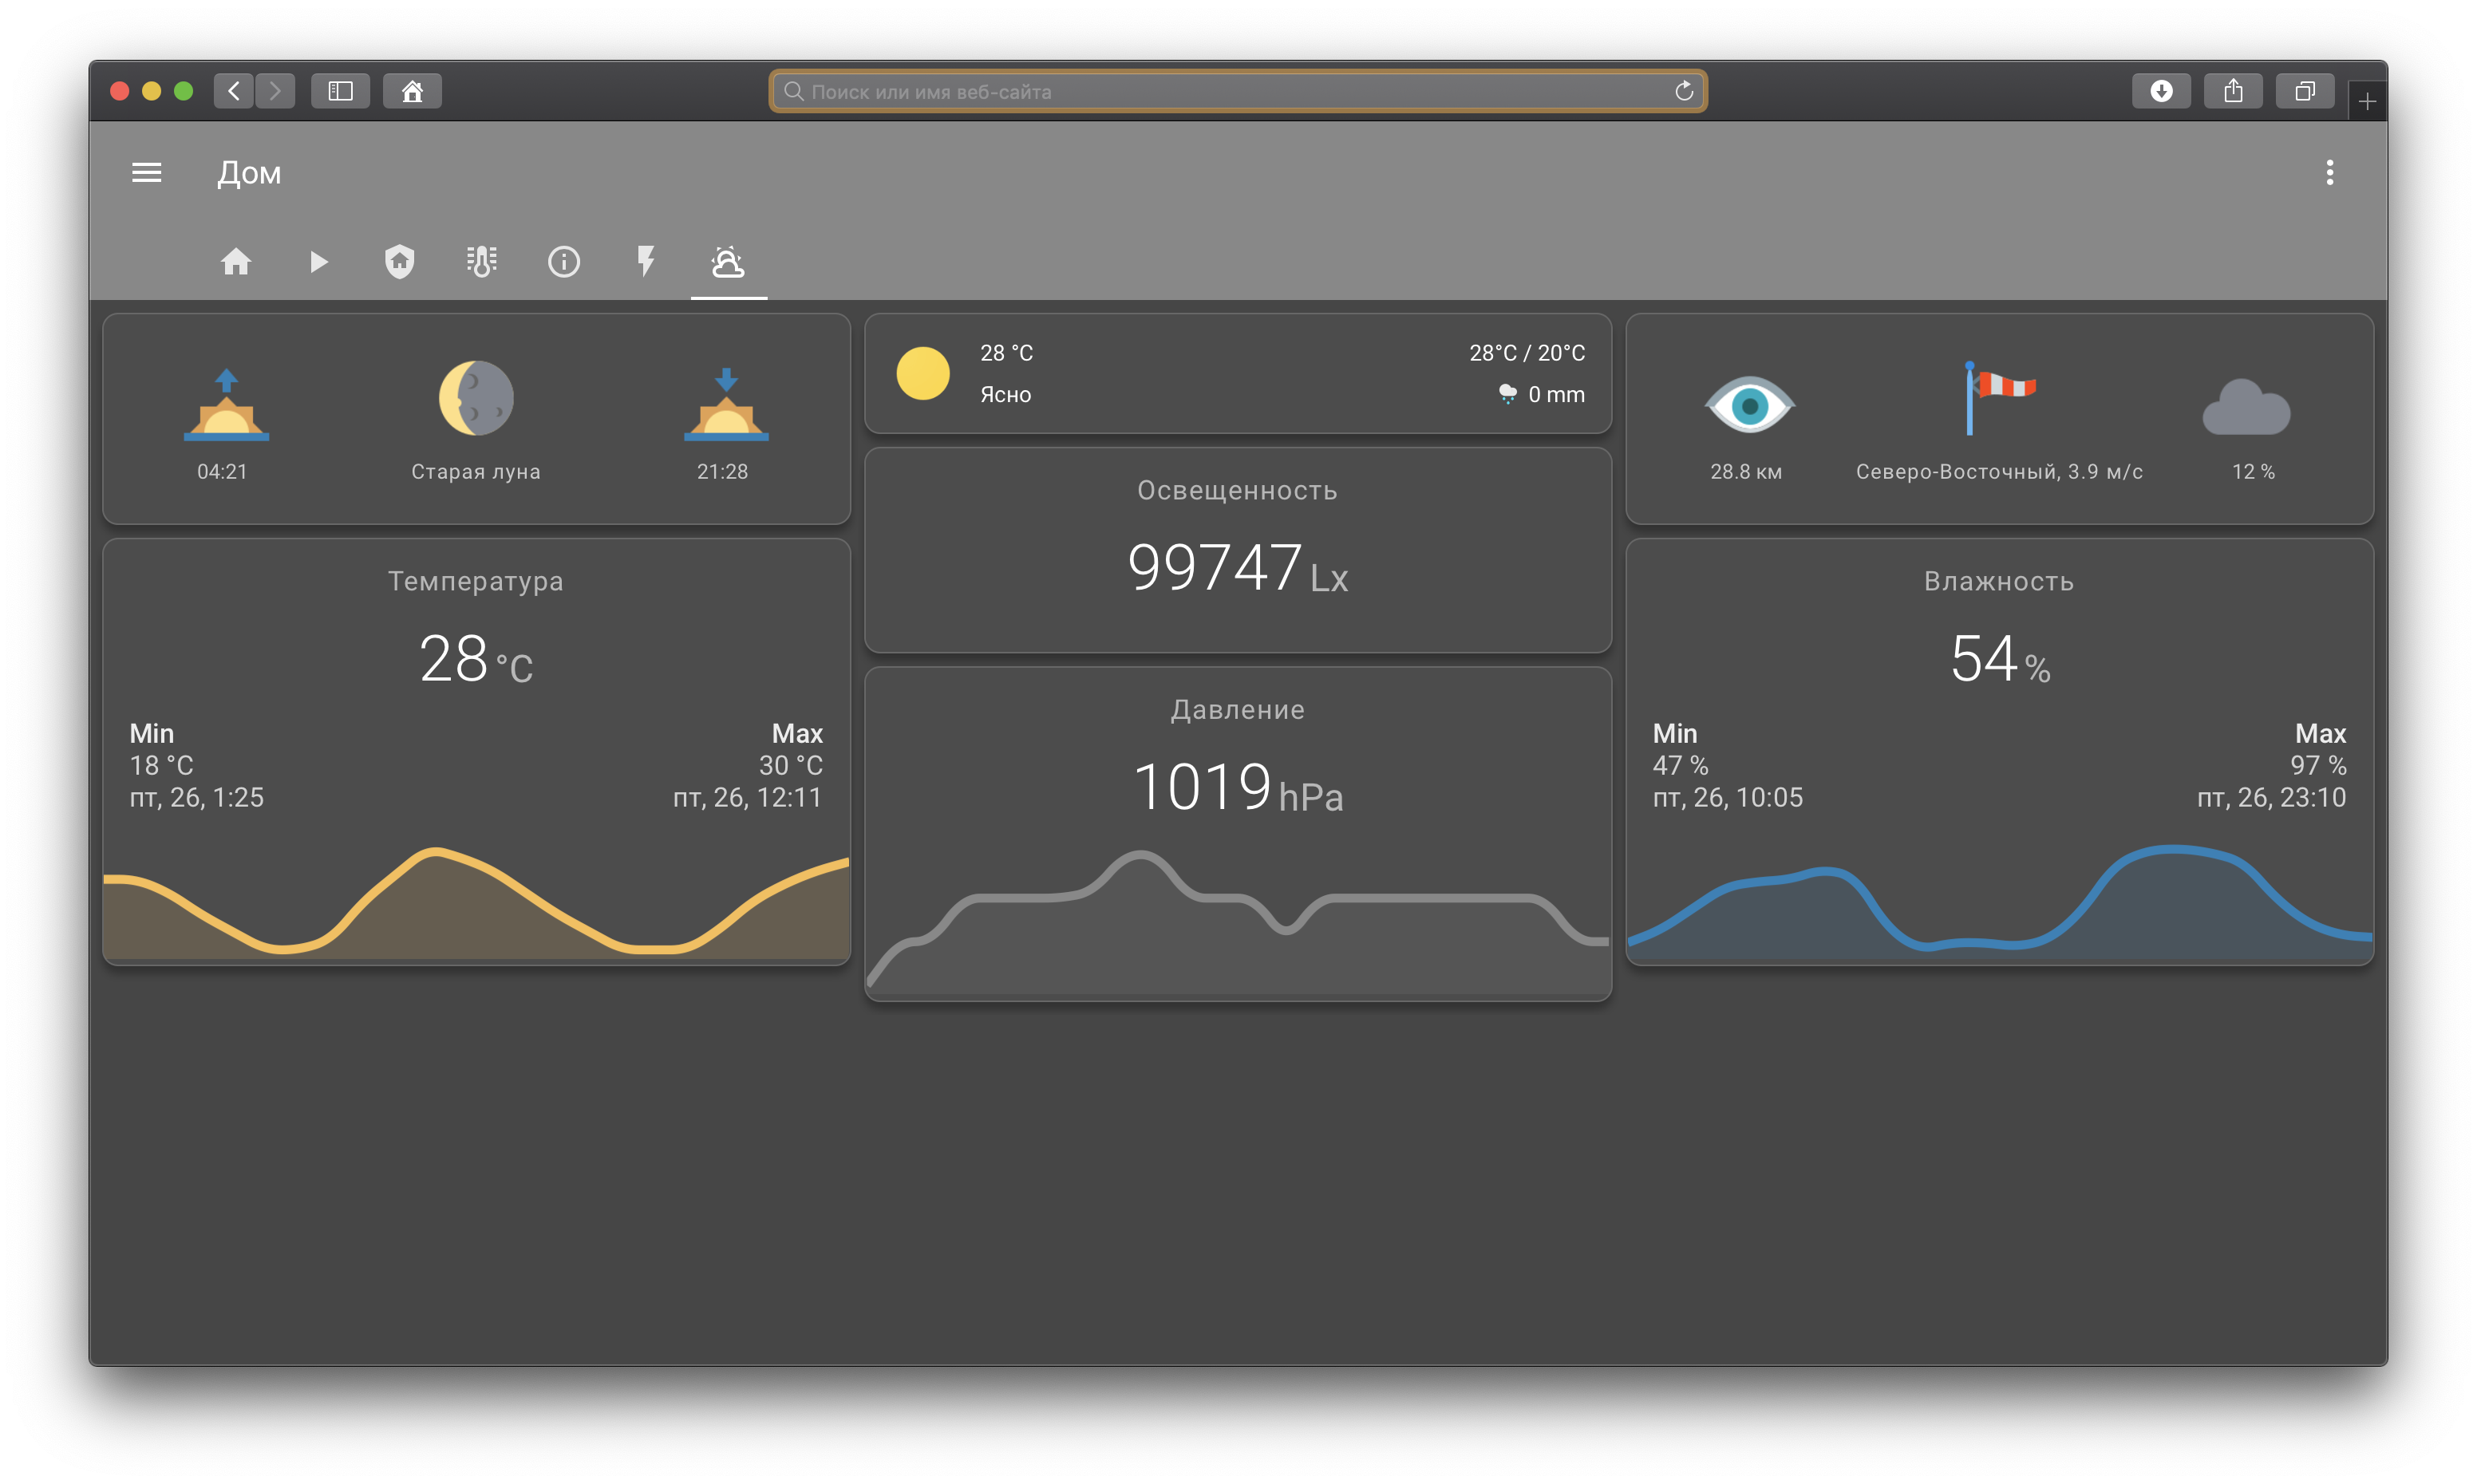 Поиск или имя веб-сайта
Дом
04:21
Старая луна
21:28
28 °C
Ясно
28°C / 20°C
0 mm
28.8 км
Северо-Восточный, 3.9 м/с
12 %
Температура
28 °C
Min
18 °C
пт, 26, 1:25
Max
30 °C
пт, 26, 12:11
Освещенность
99747 Lx
Давление
1019 hPa
Влажность
54 %
Min
47 %
пт, 26, 10:05
Max
97 %
пт, 26, 23:10